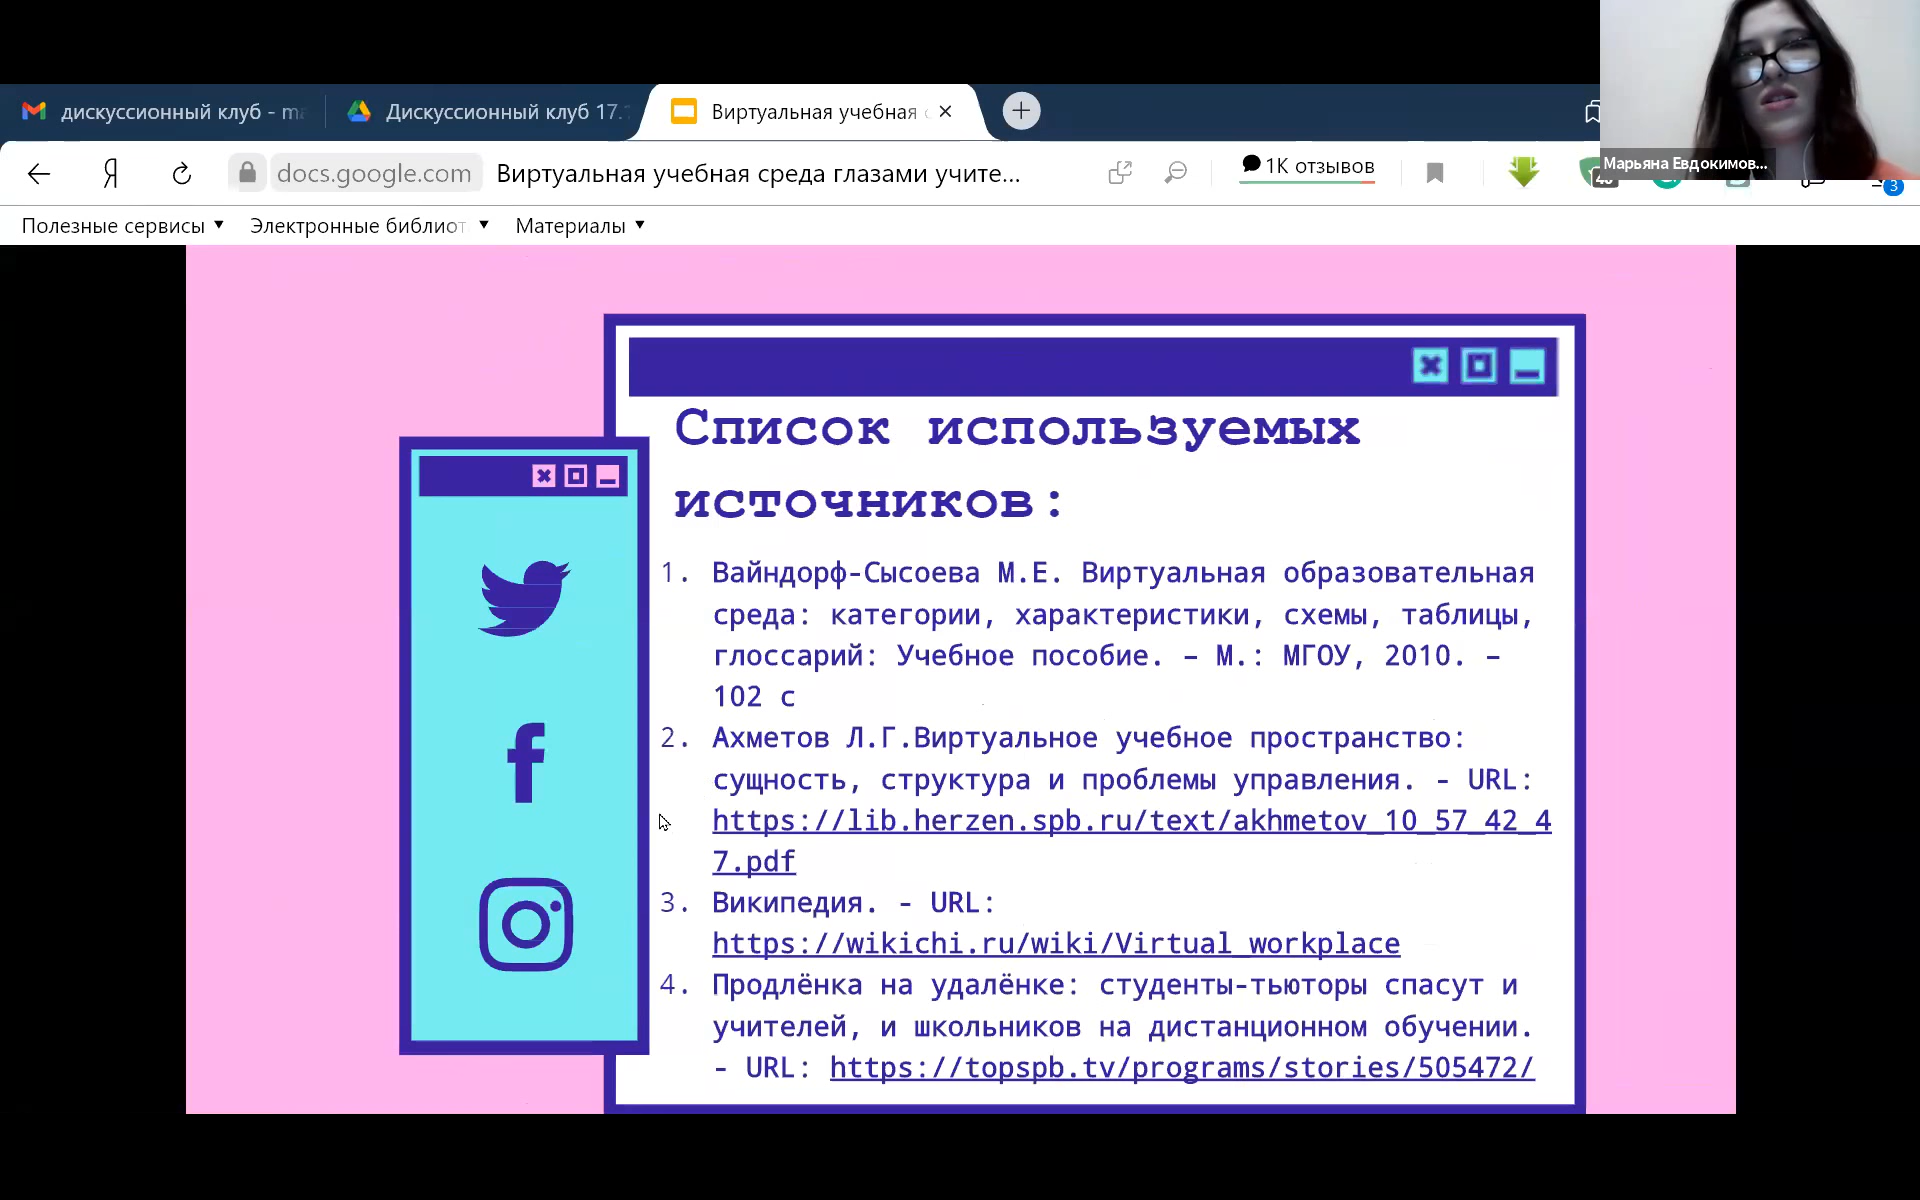 дискуссионный клуб - ma
Дискуссионный клуб 17.
Виртуальная учебная
Марьяна Евдокимов...
docs.google.com
Виртуальная учебная среда глазами учите...
1К отзывов
3
Полезные сервисы
Электронные библиот
Материалы
Список используемых
источников:
1. Вайндорф-Сысоева М.Е. Виртуальная образовательная
среда: категории, характеристики, схемы, таблицы,
глоссарий: Учебное пособие. – М.: МГОУ, 2010. –
102 с
2. Ахметов Л.Г.Виртуальное учебное пространство:
сущность, структура и проблемы управления. - URL:
https://lib.herzen.spb.ru/text/akhmetov_10_57_42_4
7.pdf
3. Википедия. - URL:
https://wikichi.ru/wiki/Virtual_workplace
4. Продлёнка на удалёнке: студенты-тьюторы спасут и
учителей, и школьников на дистанционном обучении.
- URL: https://topspb.tv/programs/stories/505472/